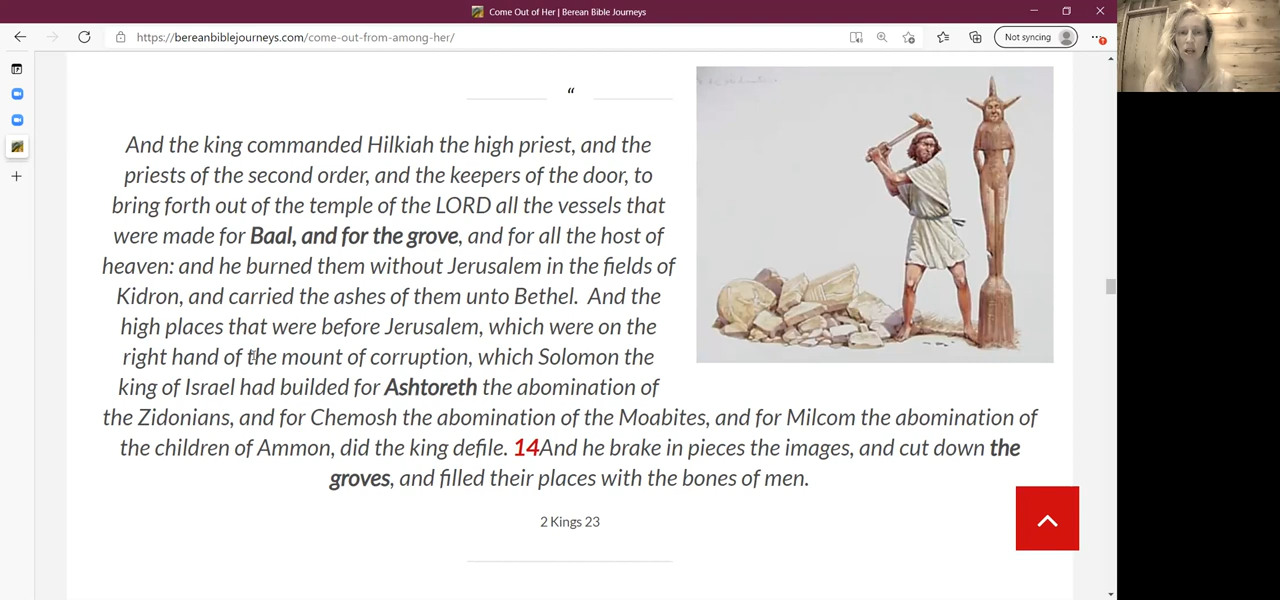 Come Out of Her | Berean Bible Journeys
https://bereanbiblejourneys.com/come-out-from-among-her/
Not syncing
“
And the king commanded Hilkiah the high priest, and the
priests of the second order, and the keepers of the door, to
bring forth out of the temple of the LORD all the vessels that
were made for Baal, and for the grove, and for all the host of
heaven: and he burned them without Jerusalem in the fields of
Kidron, and carried the ashes of them unto Bethel. And the
high places that were before Jerusalem, which were on the
right hand of the mount of corruption, which Solomon the
king of Israel had builded for Ashtoreth the abomination of
the Zidonians, and for Chemosh the abomination of the Moabites, and for Milcom the abomination of
the children of Ammon, did the king defile. 14And he brake in pieces the images, and cut down the
groves, and filled their places with the bones of men.
2 Kings 23